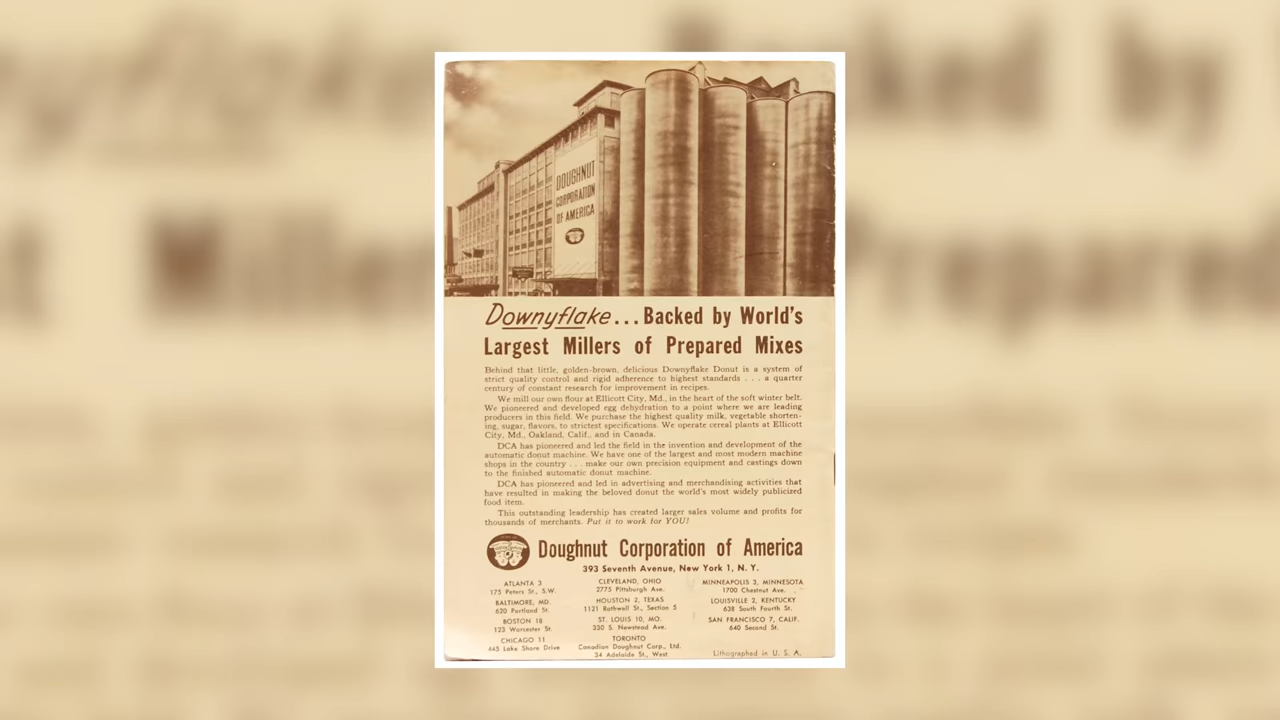 DOUGHNUT
CORPORATION
OF AMERICA
Downyflake...Backed by World's
Largest Millers of Prepared Mixes
Behind that little, golden-brown, delicious Downyflake Donut is a system of
strict quality control and rigid adherence to highest standards . . . a quarter
century of constant research for improvement in recipes.
We mill our own flour at Ellicott City, Md., in the heart of the soft winter belt.
We pioneered and developed egg dehydration to a point where we are leading
producers in this field. We purchase the highest quality milk, vegetable shorten-
ing, sugar, flavors, to strictest specifications. We operate cereal plants at Ellicott
City, Md., Oakland, Calif., and in Canada.
DCA has pioneered and led the field in the invention and development of the
automatic donut machine. We have one of the largest and most modern machine
shops in the country . . . make our own precision equipment and castings down
to the finished automatic donut machine.
DCA has pioneered and led in advertising and merchandising activities that
have resulted in making the beloved donut the world's most widely publicized
food item.
This outstanding leadership has created larger sales volume and profits for
thousands of merchants. Put it to work for YOU!
Doughnut Corporation of America
393 Seventh Avenue, New York 1, N. Y.
ATLANTA 3
175 Peters St., S.W.
BALTIMORE, MD.
620 Portland St.
BOSTON 18
123 Worcester St.
CHICAGO 11
445 Lake Shore Drive
CLEVELAND, OHIO
2775 Pittsburgh Ave.
HOUSTON 2, TEXAS
1121 Rothwell St., Section 5
ST. LOUIS 10, MO.
330 S. Newstead Ave.
TORONTO
Canadian Doughnut Corp., Ltd.
34 Adelaide St., West
MINNEAPOLIS 3, MINNESOTA
1700 Chestnut Ave.
LOUISVILLE 2, KENTUCKY
638 South Fourth St.
SAN FRANCISCO 7, CALIF.
640 Second St.
Lithographed in U. S. A.